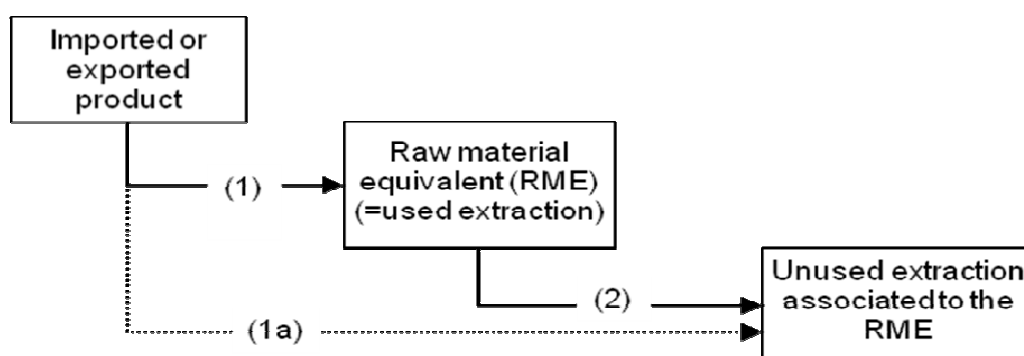 Imported or
exported
product
(1)
Raw material
equivalent (RME)
(=used extraction)
(2)
Unused extraction
associated to the
RME
(1a)